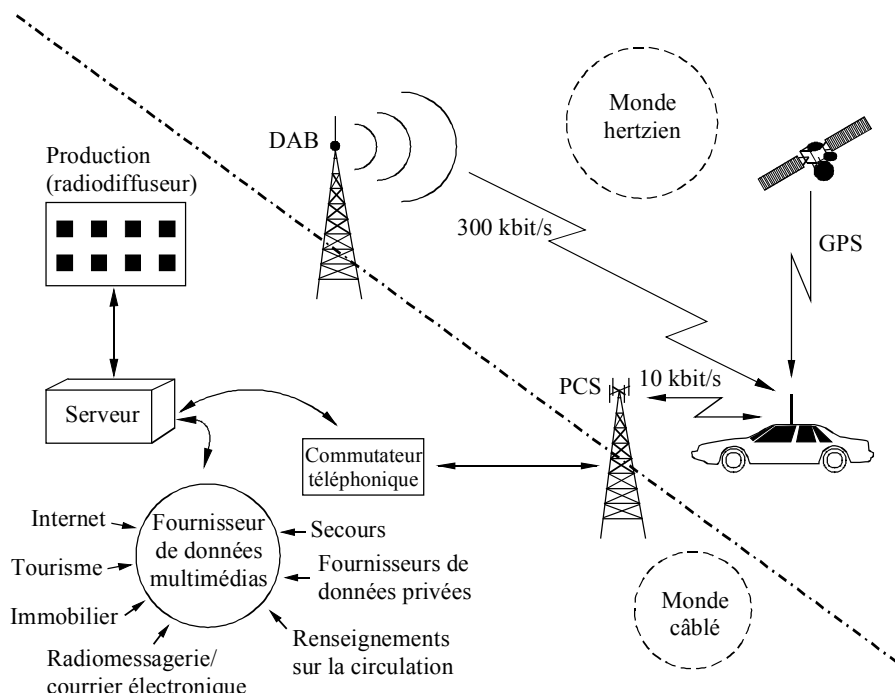 Monde
hertzien
DAB
Production
(radiodiffuseur)
300 kbit/s
GPS
PCS
10 kbit/s
Serveur
Commutateur
téléphonique
Internet
Tourisme
Immobilier
Radiomessagerie/
courrier électronique
Fournisseur
de données
multimédias
Secours
Fournisseurs de
données privées
Renseignements
sur la circulation
Monde
câblé